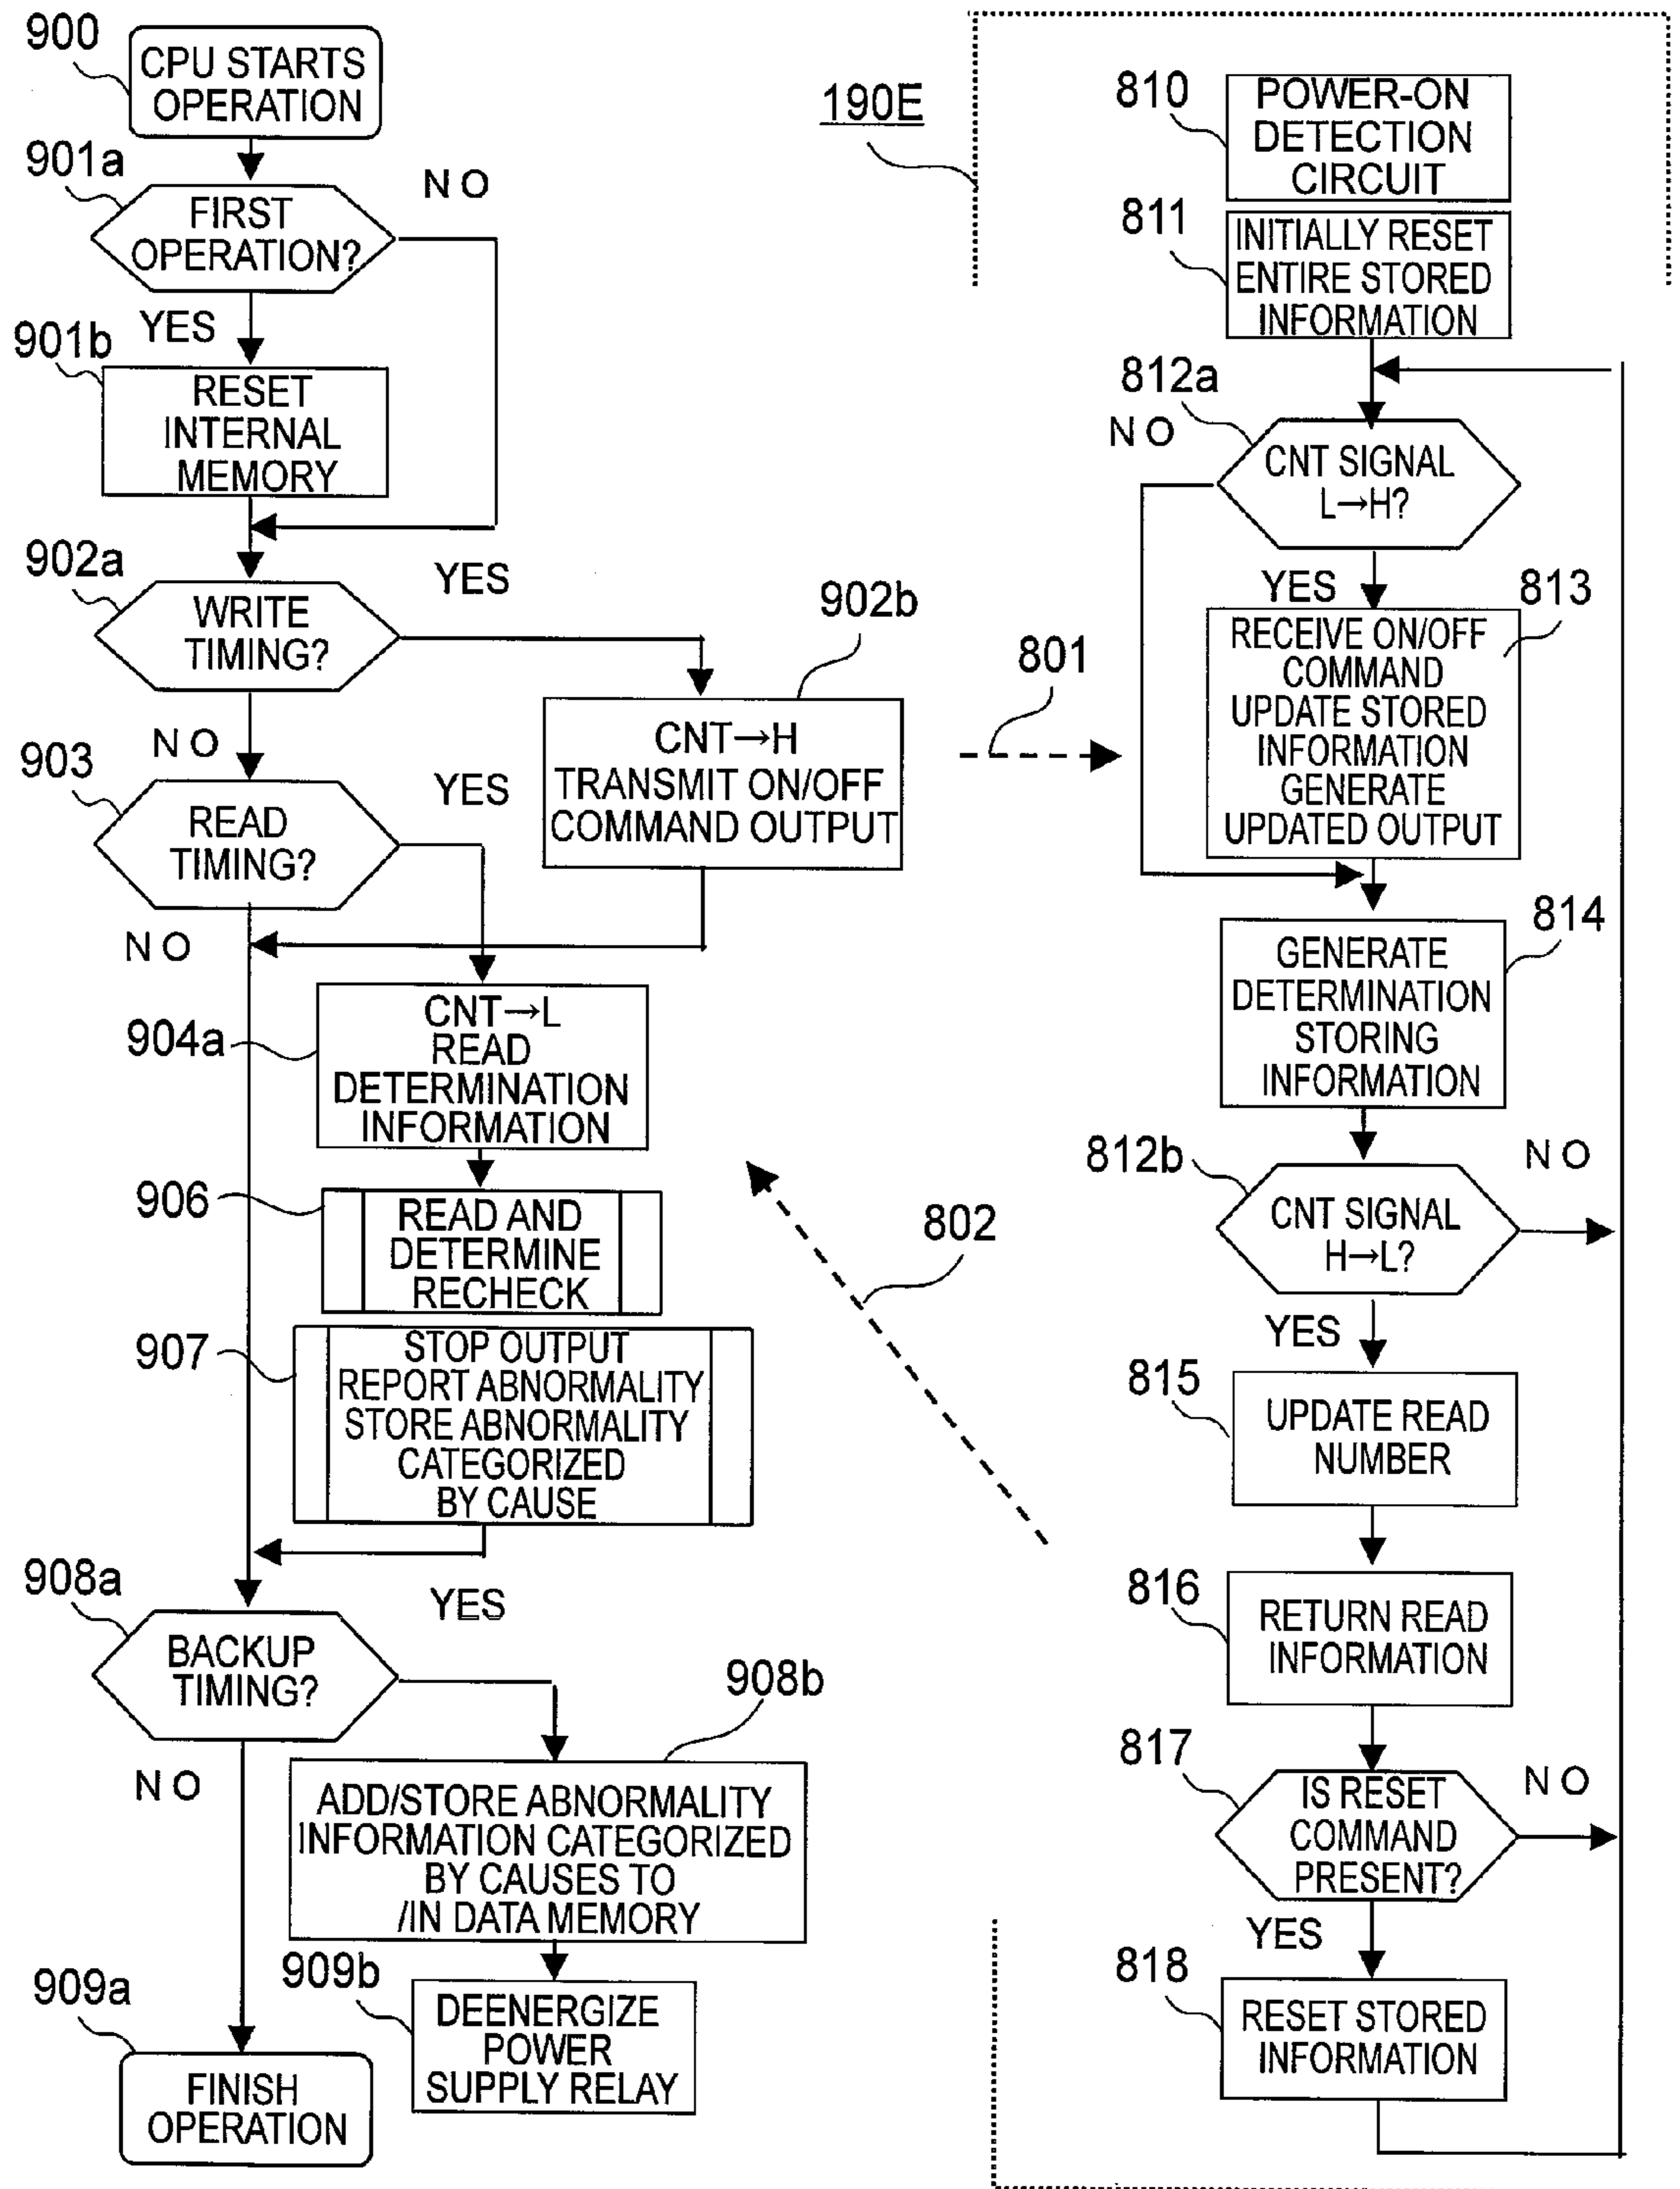 900
CPU STARTS
OPERATION
901a
FIRST
OPERATION?
NO
YES
901b
RESET
INTERNAL
MEMORY
902a
WRITE
TIMING?
YES
902b
CNT→H
TRANSMIT ON/OFF
COMMAND OUTPUT
NO
903
READ
TIMING?
YES
NO
904a
CNT→L
READ
DETERMINATION
INFORMATION
906
READ AND
DETERMINE
RECHECK
907
STOP OUTPUT
REPORT ABNORMALITY
STORE ABNORMALITY
CATEGORIZED
BY CAUSE
908a
BACKUP
TIMING?
YES
NO
908b
ADD/STORE ABNORMALITY
INFORMATION CATEGORIZED
BY CAUSES TO
/IN DATA MEMORY
909a
FINISH
OPERATION
909b
DEENERGIZE
POWER
SUPPLY RELAY
801
802
190E
810
POWER-ON
DETECTION
CIRCUIT
811
INITIALLY RESET
ENTIRE STORED
INFORMATION
812a
NO
CNT SIGNAL
L→H?
YES
813
RECEIVE ON/OFF
COMMAND
UPDATE STORED
INFORMATION
GENERATE
UPDATED OUTPUT
814
GENERATE
DETERMINATION
STORING
INFORMATION
812b
CNT SIGNAL
H→L?
NO
YES
815
UPDATE READ
NUMBER
816
RETURN READ
INFORMATION
817
IS RESET
COMMAND
PRESENT?
NO
YES
818
RESET STORED
INFORMATION